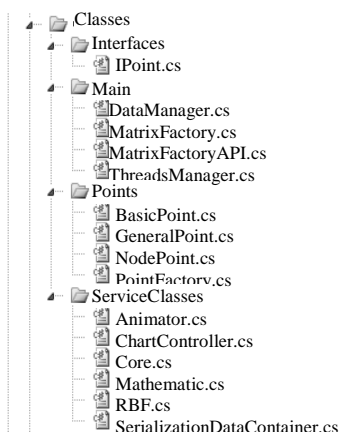 Classes
Interfaces
IPoint.cs
Main
DataManager.cs
MatrixFactory.cs
MatrixFactoryAPI.cs
ThreadsManager.cs
Points
BasicPoint.cs
GeneralPoint.cs
NodePoint.cs
PointFactory.cs
ServiceClasses
Animator.cs
ChartController.cs
Core.cs
Mathematic.cs
RBF.cs
SerializationDataContainer.cs